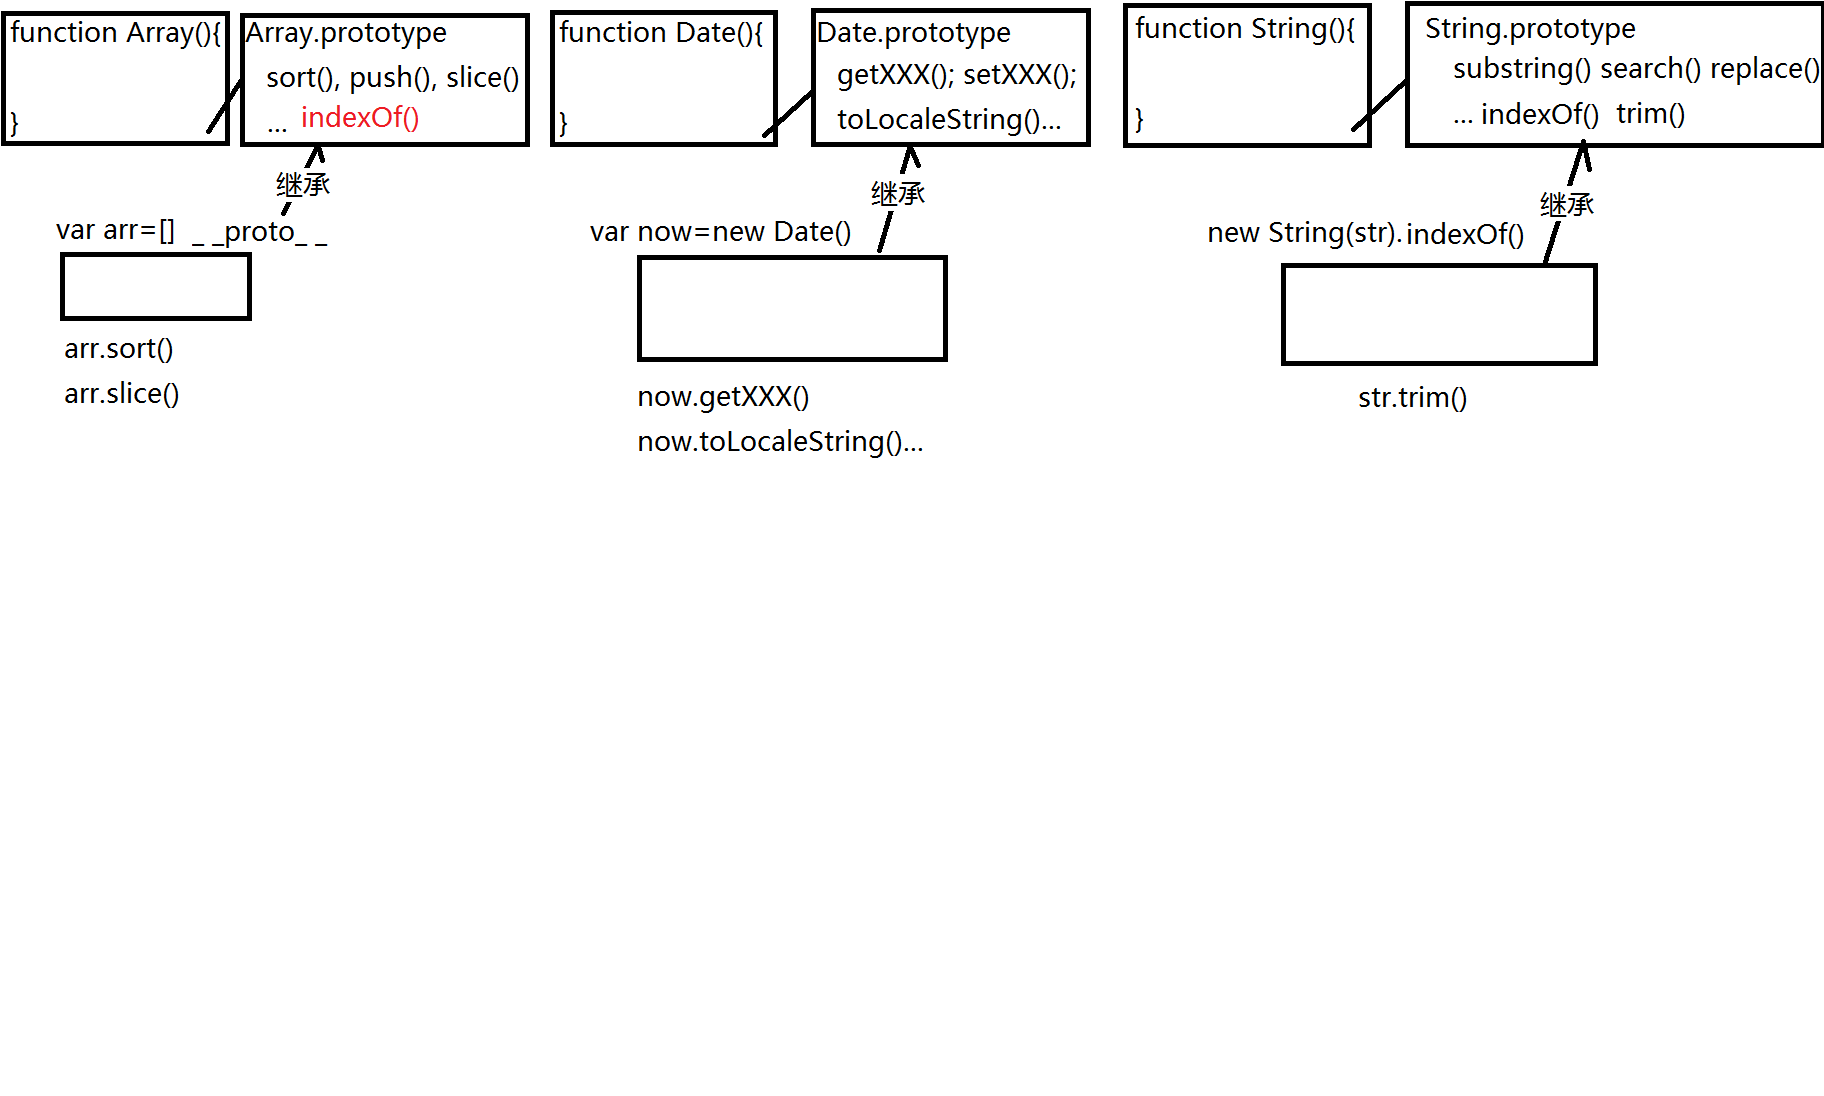 function Array(){
}
Array.prototype
sort(), push(), slice()
... indexOf()
继承
var arr=[] _ _proto_ _
arr.sort()
arr.slice()
function Date(){
}
Date.prototype
getXXX(); setXXX();
toLocaleString()...
继承
var now=new Date()
now.getXXX()
now.toLocaleString()...
function String(){
}
String.prototype
substring() search() replace()
... indexOf() trim()
继承
new String(str).indexOf()
str.trim()